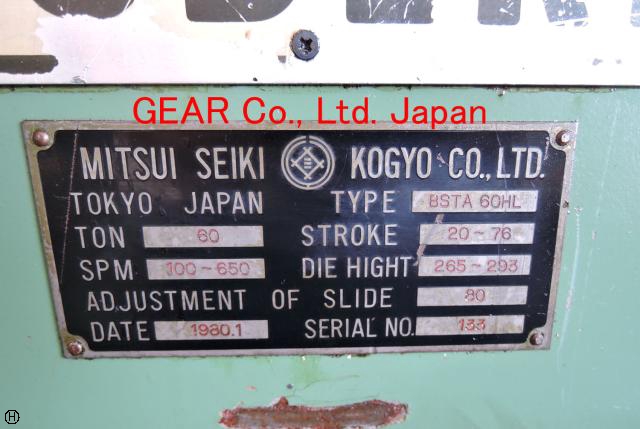 GEAR Co., Ltd. Japan
MITSUI SEIKI KOGYO CO., LTD.
TOKYO JAPAN TYPE BSTA 60HL
TON 60 STROKE 20~76
SPM 100~650 DIE HIGHT 265-293
ADJUSTMENT OF SLIDE 80
DATE 1980.1 SERIAL NO. 133
H